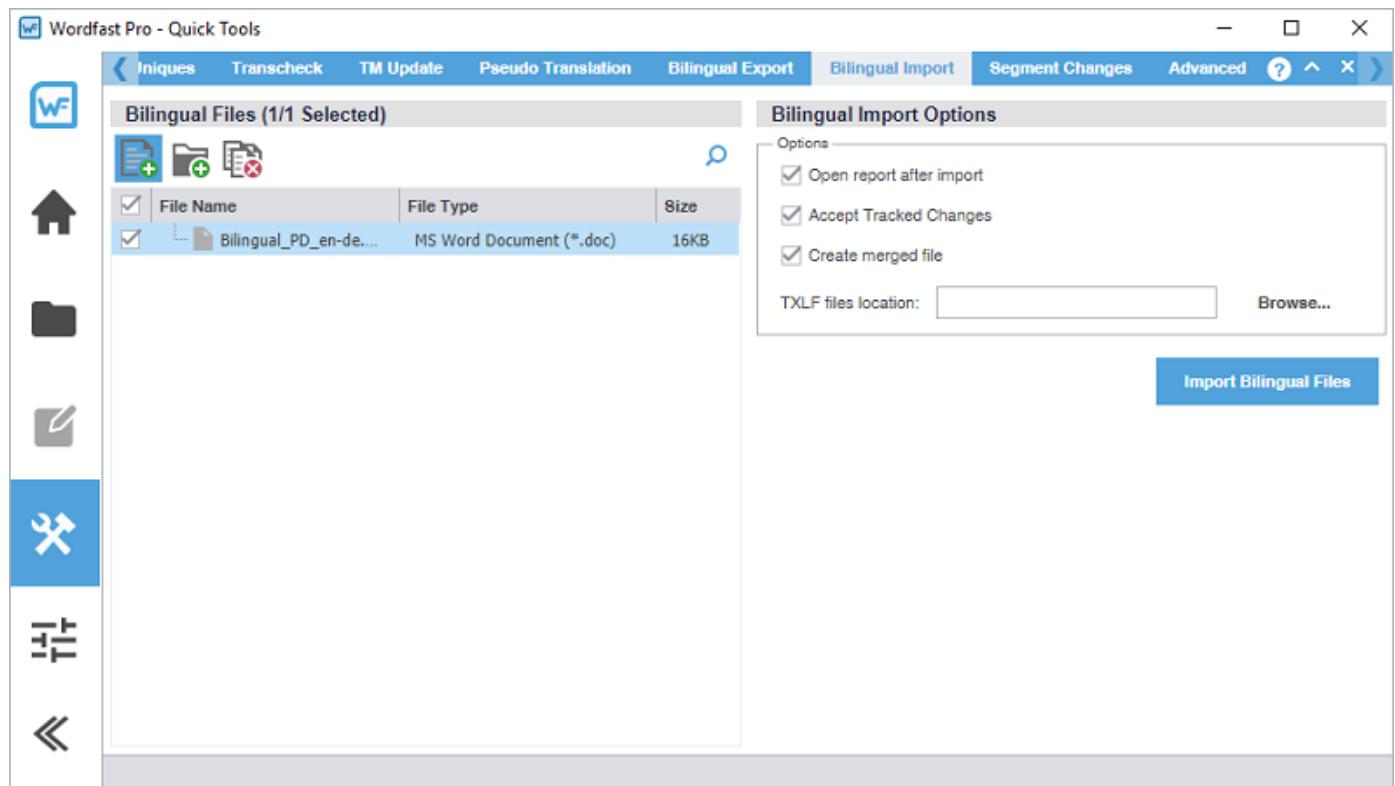 Wordfast Pro - Quick Tools
Iniques Transcheck TM Update Pseudo Translation Bilingual Export Bilingual Import Segment Changes Advanced ?
WF
Bilingual Files (1/1 Selected)
File Name File Type Size
Bilingual_PD_en-de.... MS Word Document (*.doc) 16KB
Bilingual Import Options
Options
Open report after import
Accept Tracked Changes
Create merged file
TXLF files location: Browse...
Import Bilingual Files